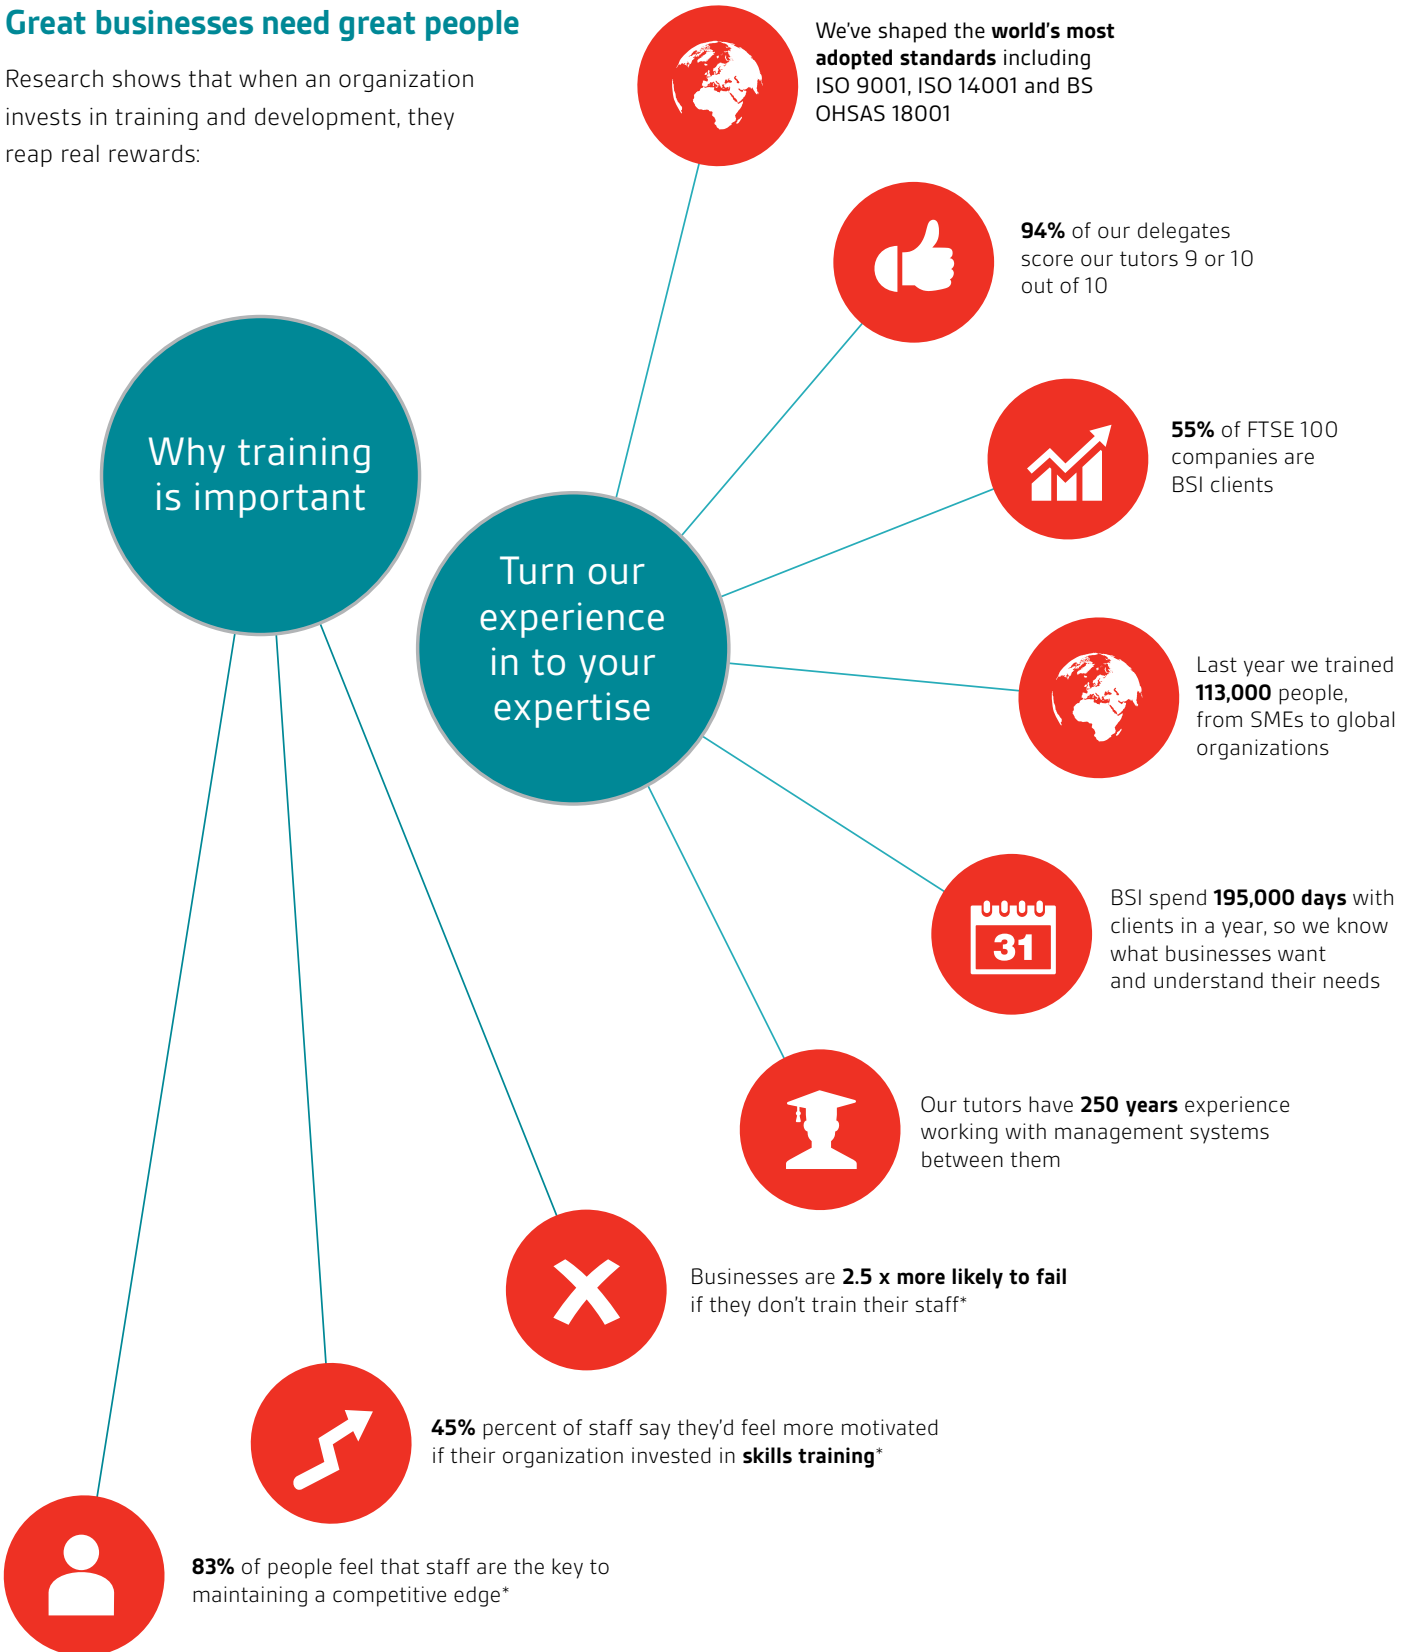 Great businesses need great people
Research shows that when an organization
invests in training and development, they
reap real rewards:
We've shaped the world's most
adopted standards including
ISO 9001, ISO 14001 and BS
OHSAS 18001
94% of our delegates
score our tutors 9 or 10
out of 10
55% of FTSE 100
companies are
BSI clients
Why training
is important
Turn our
experience
in to your
expertise
Last year we trained
113,000 people,
from SMEs to global
organizations
31
BSI spend 195,000 days with
clients in a year, so we know
what businesses want
and understand their needs
Our tutors have 250 years experience
working with management systems
between them
Businesses are 2.5 x more likely to fail
if they don't train their staff*
45% percent of staff say they'd feel more motivated
if their organization invested in skills training*
83% of people feel that staff are the key to
maintaining a competitive edge*